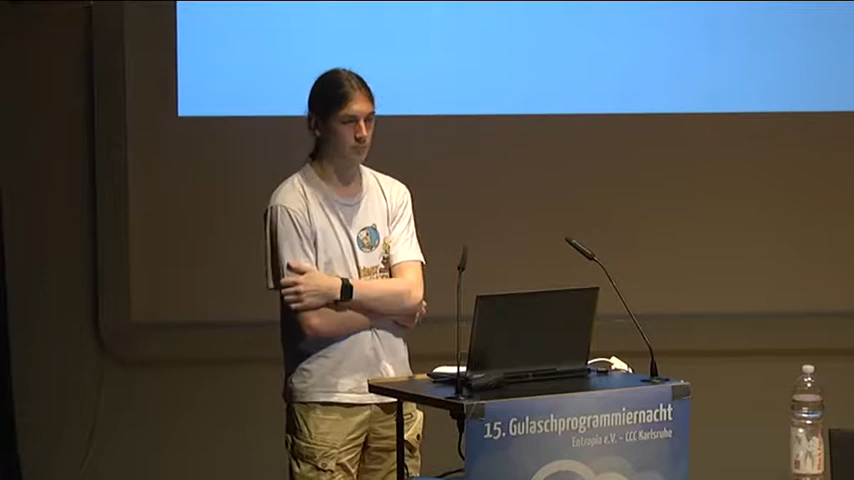 15. Gulaschprogrammiernacht
Entropia e.V. – CCC Karlsruhe